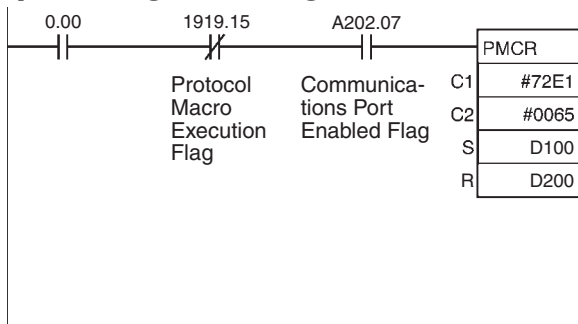 0.00 1919.15 A202.07
PMCR
Protocol
Macro
Execution
Flag
Communica-
tions Port
Enabled Flag
C1 #72E1
C2 #0065
S D100
R D200